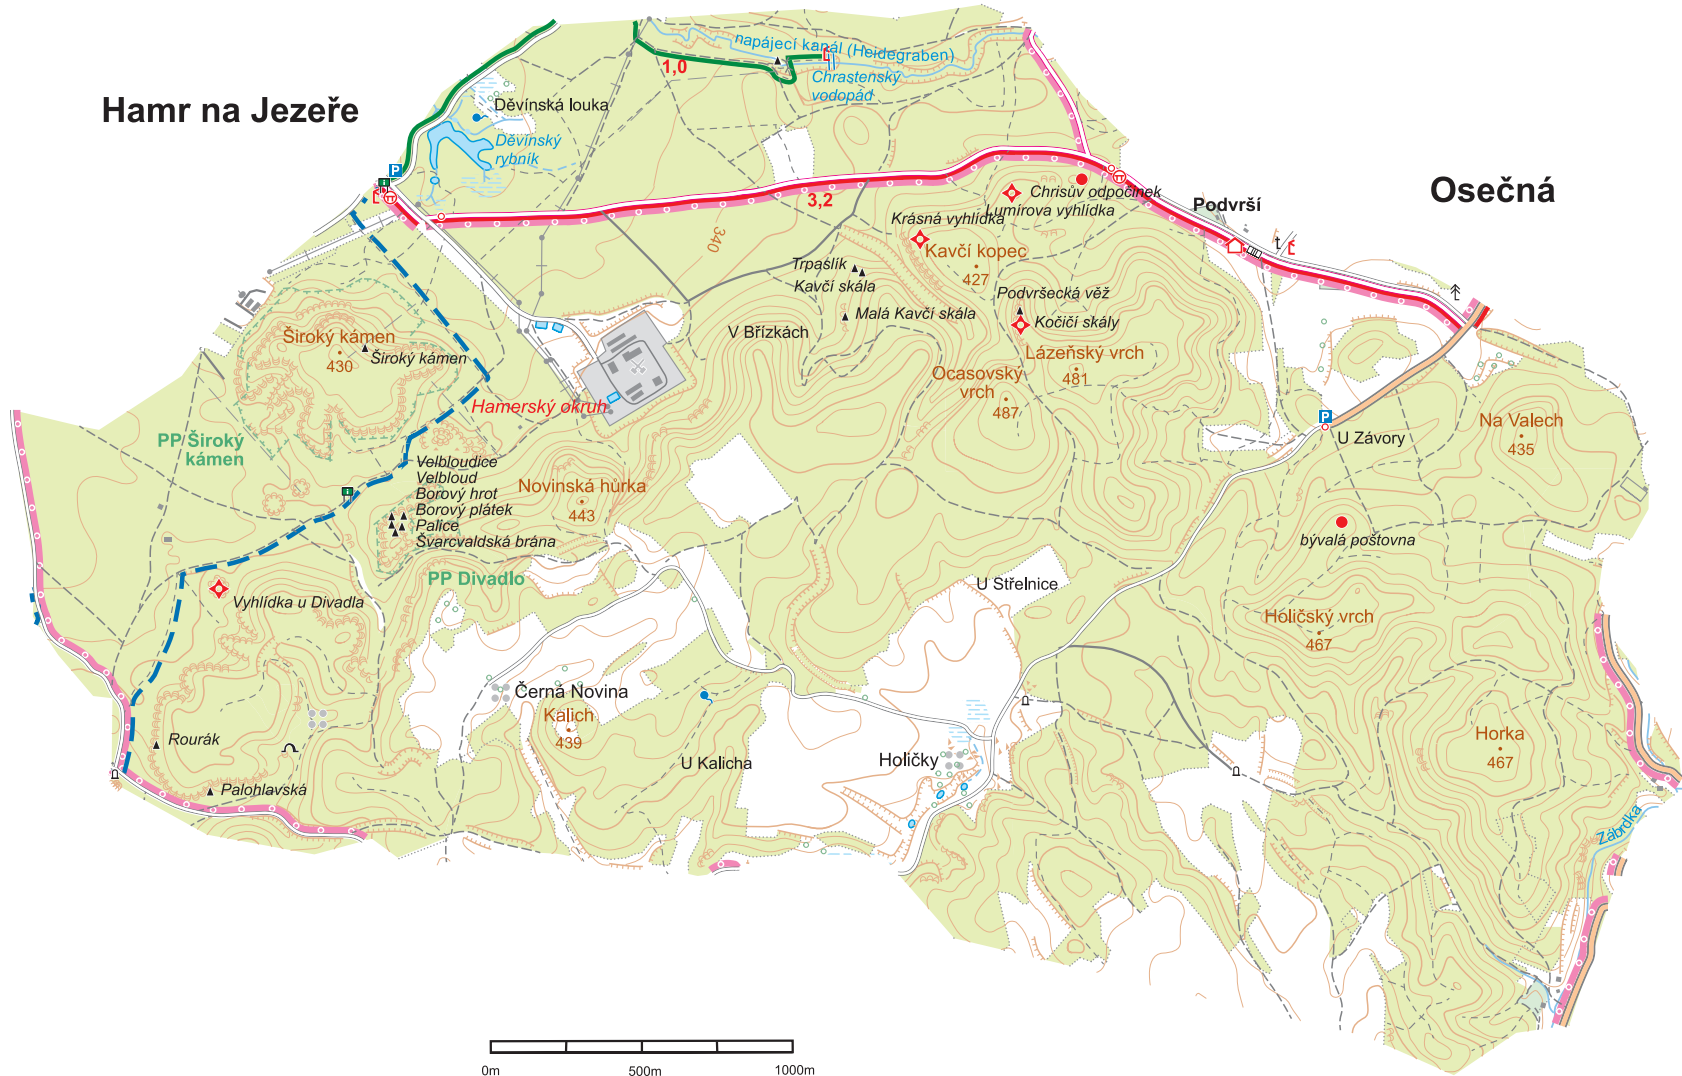 napájecí kanál (Heidegraben)
1,0
Chrastenský
vodopád
Hamr na Jezeře
Děvínská louka
Děvínský
rybník
Osečná
3,2
Chrisův odpočinek
Lumírova vyhlídka
Podvrší
Krásná vyhlídka
340
Kavčí kopec
427
Trpaslík
Kavčí skála
Podvršecká věž
Malá Kavčí skála
Kočičí skály
V Břízkách
Široký kámen
430
Široký kámen
Lázeňský vrch
481
Ocasovský
vrch
487
Hamerský okruh
Na Valech
435
U Závory
PP Široký
kámen
Velbloudice
Velbloud
Borový hrot
Borový plátek
Palice
Švarcvaldská brána
Novinská hůrka
443
bývalá poštovna
PP Divadlo
U Střelnice
Vyhlídka u Divadla
Holičský vrch
467
Černá Novina
Kalich
439
Rourák
U Kalicha
Holičky
Horka
467
Palohlavská
Zábrdka
0m
500m
1000m